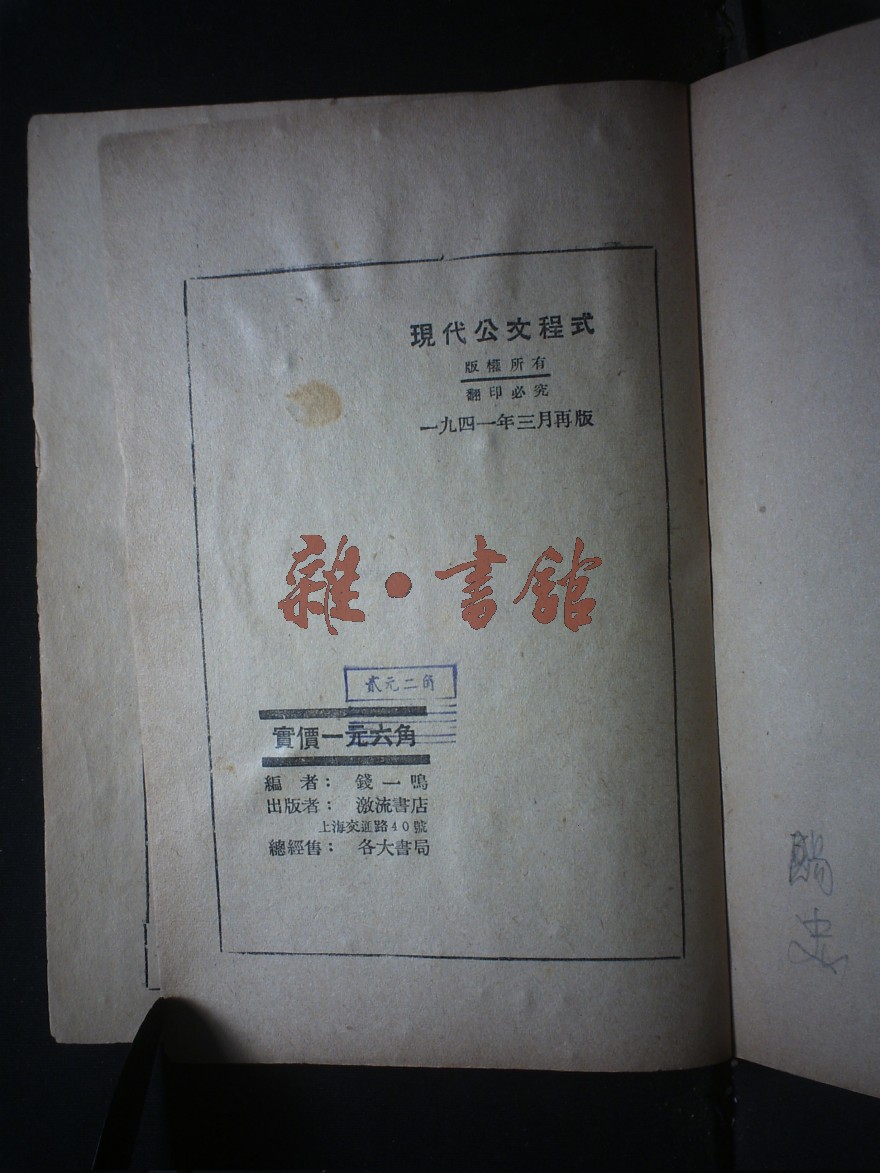 現代公文程式
版權所有
翻印必究
一九四一年三月再版
雜·書館
貳元二角
實價一元六角
編者：錢一鳴
出版者：激流書店
上海交通路40號
總經售：各大書局